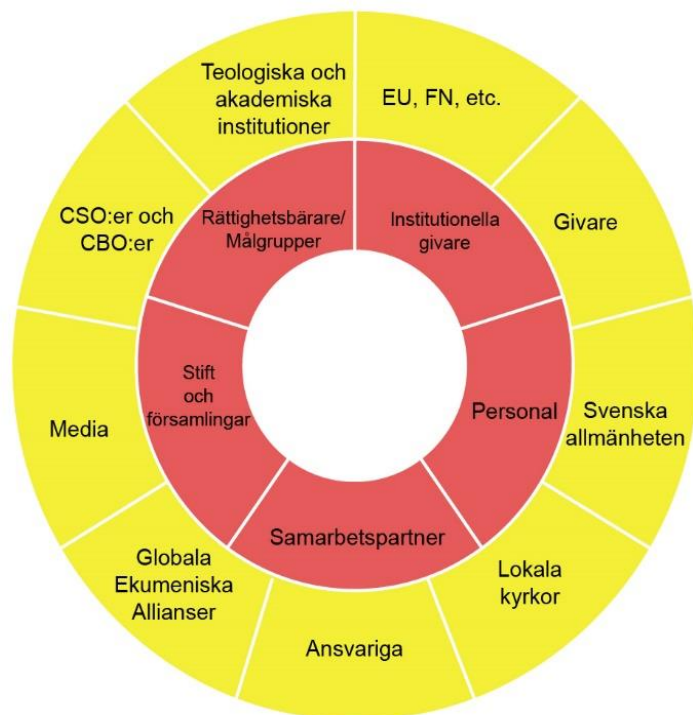 Teologiska och
akademiska
institutioner
EU, FN, etc.
CSO:er och
CBO:er
Rättighetsbärare/
Målgrupper
Institutionella
givare
Givare
Stift
och
församlingar
Personal
Media
Svenska
allmänheten
Samarbetspartner
Globala
Ekumeniska
Allianser
Lokala
kyrkor
Ansvariga